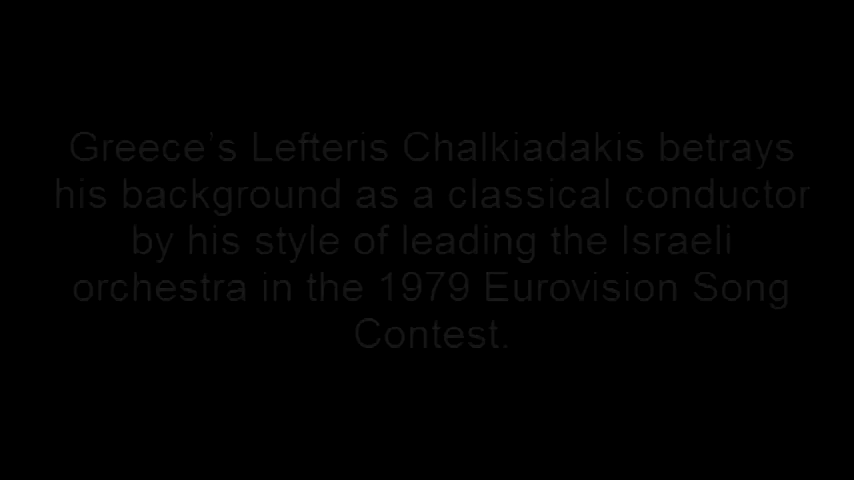 Greece’s Lefteris Chalkiadakis betrays
his background as a classical conductor
by his style of leading the Israeli
orchestra in the 1979 Eurovision Song
Contest.